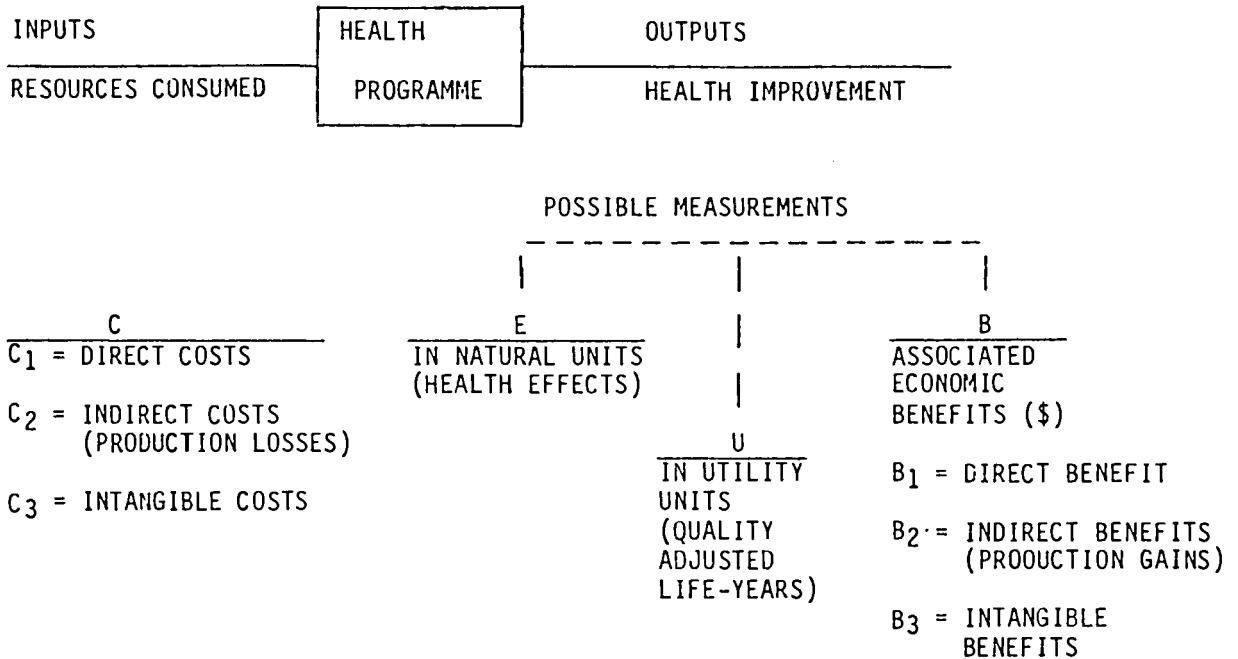 INPUTS
HEALTH
OUTPUTS
RESOURCES CONSUMED
PROGRAMME
HEALTH IMPROVEMENT
POSSIBLE MEASUREMENTS
C
C1 = DIRECT COSTS
C2 = INDIRECT COSTS
(PRODUCTION LOSSES)
C3 = INTANGIBLE COSTS
E
IN NATURAL UNITS
(HEALTH EFFECTS)
U
IN UTILITY
UNITS
(QUALITY
ADJUSTED
LIFE-YEARS)
B
ASSOCIATED
ECONOMIC
BENEFITS ($)
B1 = DIRECT BENEFIT
B2 = INDIRECT BENEFITS
(PROOUCTION GAINS)
B3 = INTANGIBLE
BENEFITS